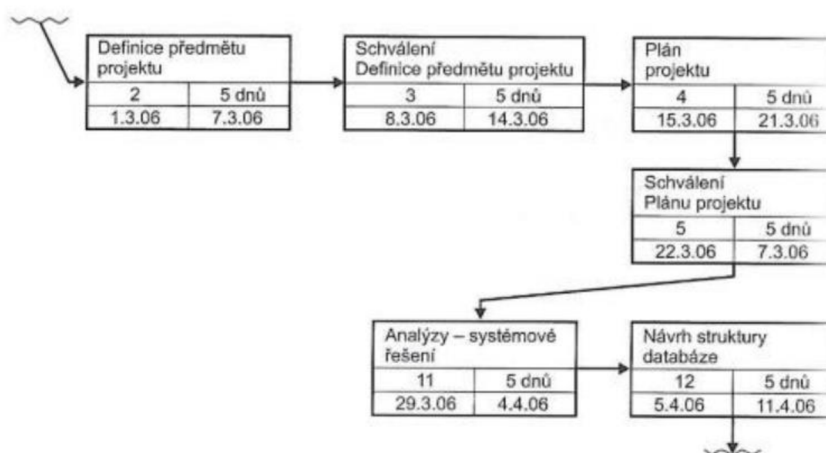 Definice předmětu
projektu
2 5 dnů
1.3.06 7.3.06
Schválení
Definice předmětu projektu
3 5 dnů
8.3.06 14.3.06
Plán
projektu
4 5 dnů
15.3.06 21.3.06
Schválení
Plánu projektu
5 5 dnů
22.3.06 7.3.06
Analýzy – systémové
řešení
11 5 dnů
29.3.06 4.4.06
Návrh struktury
databáze
12 5 dnů
5.4.06 11.4.06